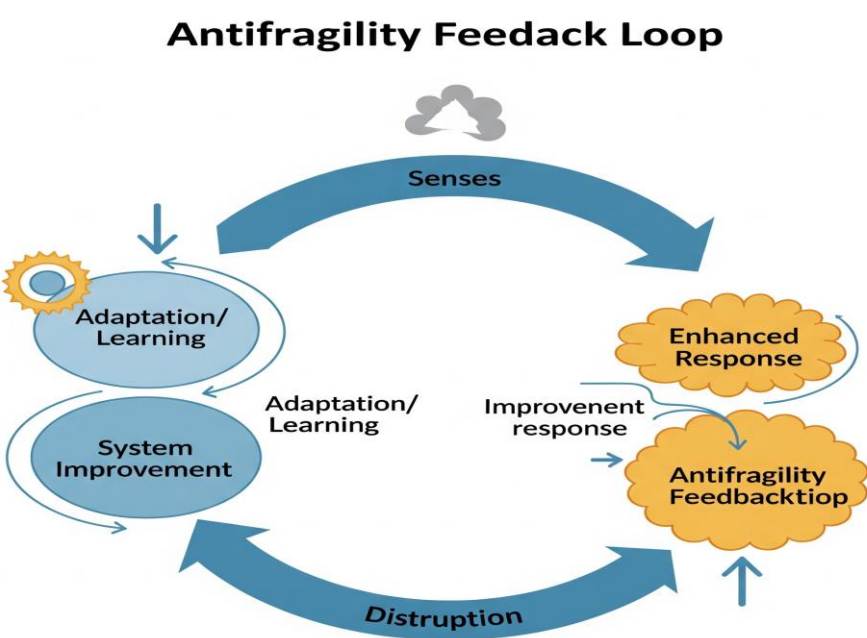 Antifragility Feedack Loop
Senses
Adaptation/
Learning
Enhanced
Response
Adaptation/
Learning
Improvenent
response
System
Improvement
Antifragility
Feedbacktiop
Distruption